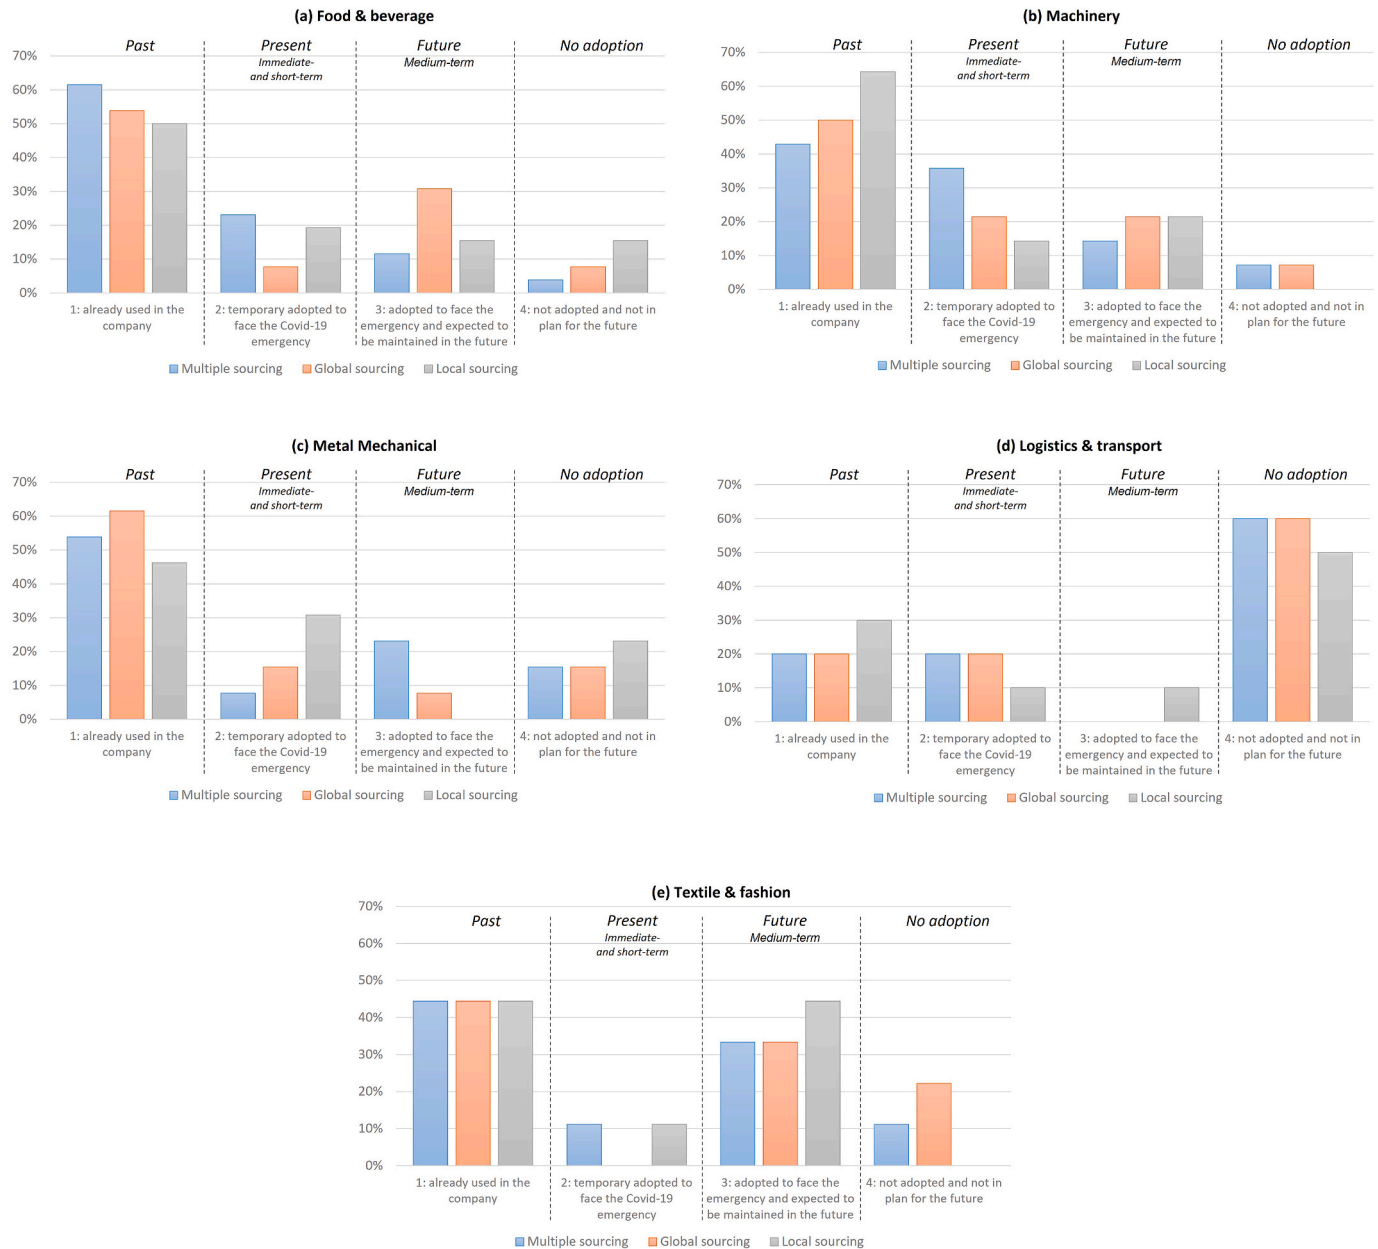 (a) Food & beverage
Past
Present
Future
No adoption
Immediate-
and short-term
Medium-term
70%
60%
50%
40%
30%
20%
10%
0%
1: already used in the
company
2: temporary adopted to
face the Covid-19
emergency
3: adopted to face the
emergency and expected to
be maintained in the future
4: not adopted and not in
plan for the future
Multiple sourcing
Global sourcing
Local sourcing
(b) Machinery
Past
Present
Future
No adoption
Immediate-
and short-term
Medium-term
70%
60%
50%
40%
30%
20%
10%
0%
1: already used in the
company
2: temporary adopted to
face the Covid-19
emergency
3: adopted to face the
emergency and expected to
be maintained in the future
4: not adopted and not in
plan for the future
Multiple sourcing
Global sourcing
Local sourcing
(c) Metal Mechanical
Past
Present
Future
No adoption
Immediate-
and short-term
Medium-term
70%
60%
50%
40%
30%
20%
10%
0%
1: already used in the
company
2: temporary adopted to
face the Covid-19
emergency
3: adopted to face the
emergency and expected to
be maintained in the future
4: not adopted and not in
plan for the future
Multiple sourcing
Global sourcing
Local sourcing
(d) Logistics & transport
Past
Present
Future
No adoption
Immediate-
and short-term
Medium-term
70%
60%
50%
40%
30%
20%
10%
0%
1: already used in the
company
2: temporary adopted to
face the Covid-19
emergency
3: adopted to face the
emergency and expected to
be maintained in the future
4: not adopted and not in
plan for the future
Multiple sourcing
Global sourcing
Local sourcing
(e) Textile & fashion
Past
Present
Future
No adoption
Immediate-
and short-term
Medium-term
70%
60%
50%
40%
30%
20%
10%
0%
1: already used in the
company
2: temporary adopted to
face the Covid-19
emergency
3: adopted to face the
emergency and expected to
be maintained in the future
4: not adopted and not in
plan for the future
Multiple sourcing
Global sourcing
Local sourcing